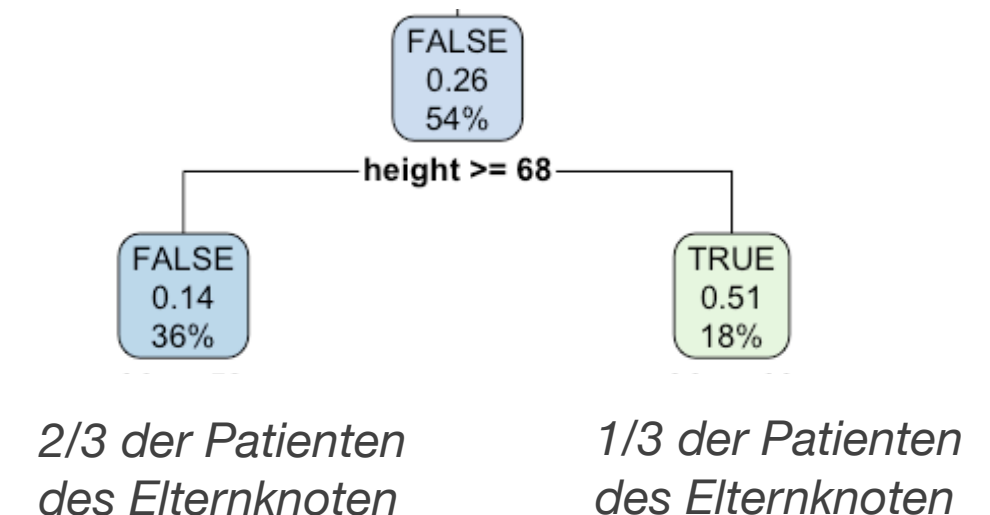 FALSE
0.26
54%
height >= 68
FALSE
0.14
36%
TRUE
0.51
18%
2/3 der Patienten
des Elternknoten
1/3 der Patienten
des Elternknoten